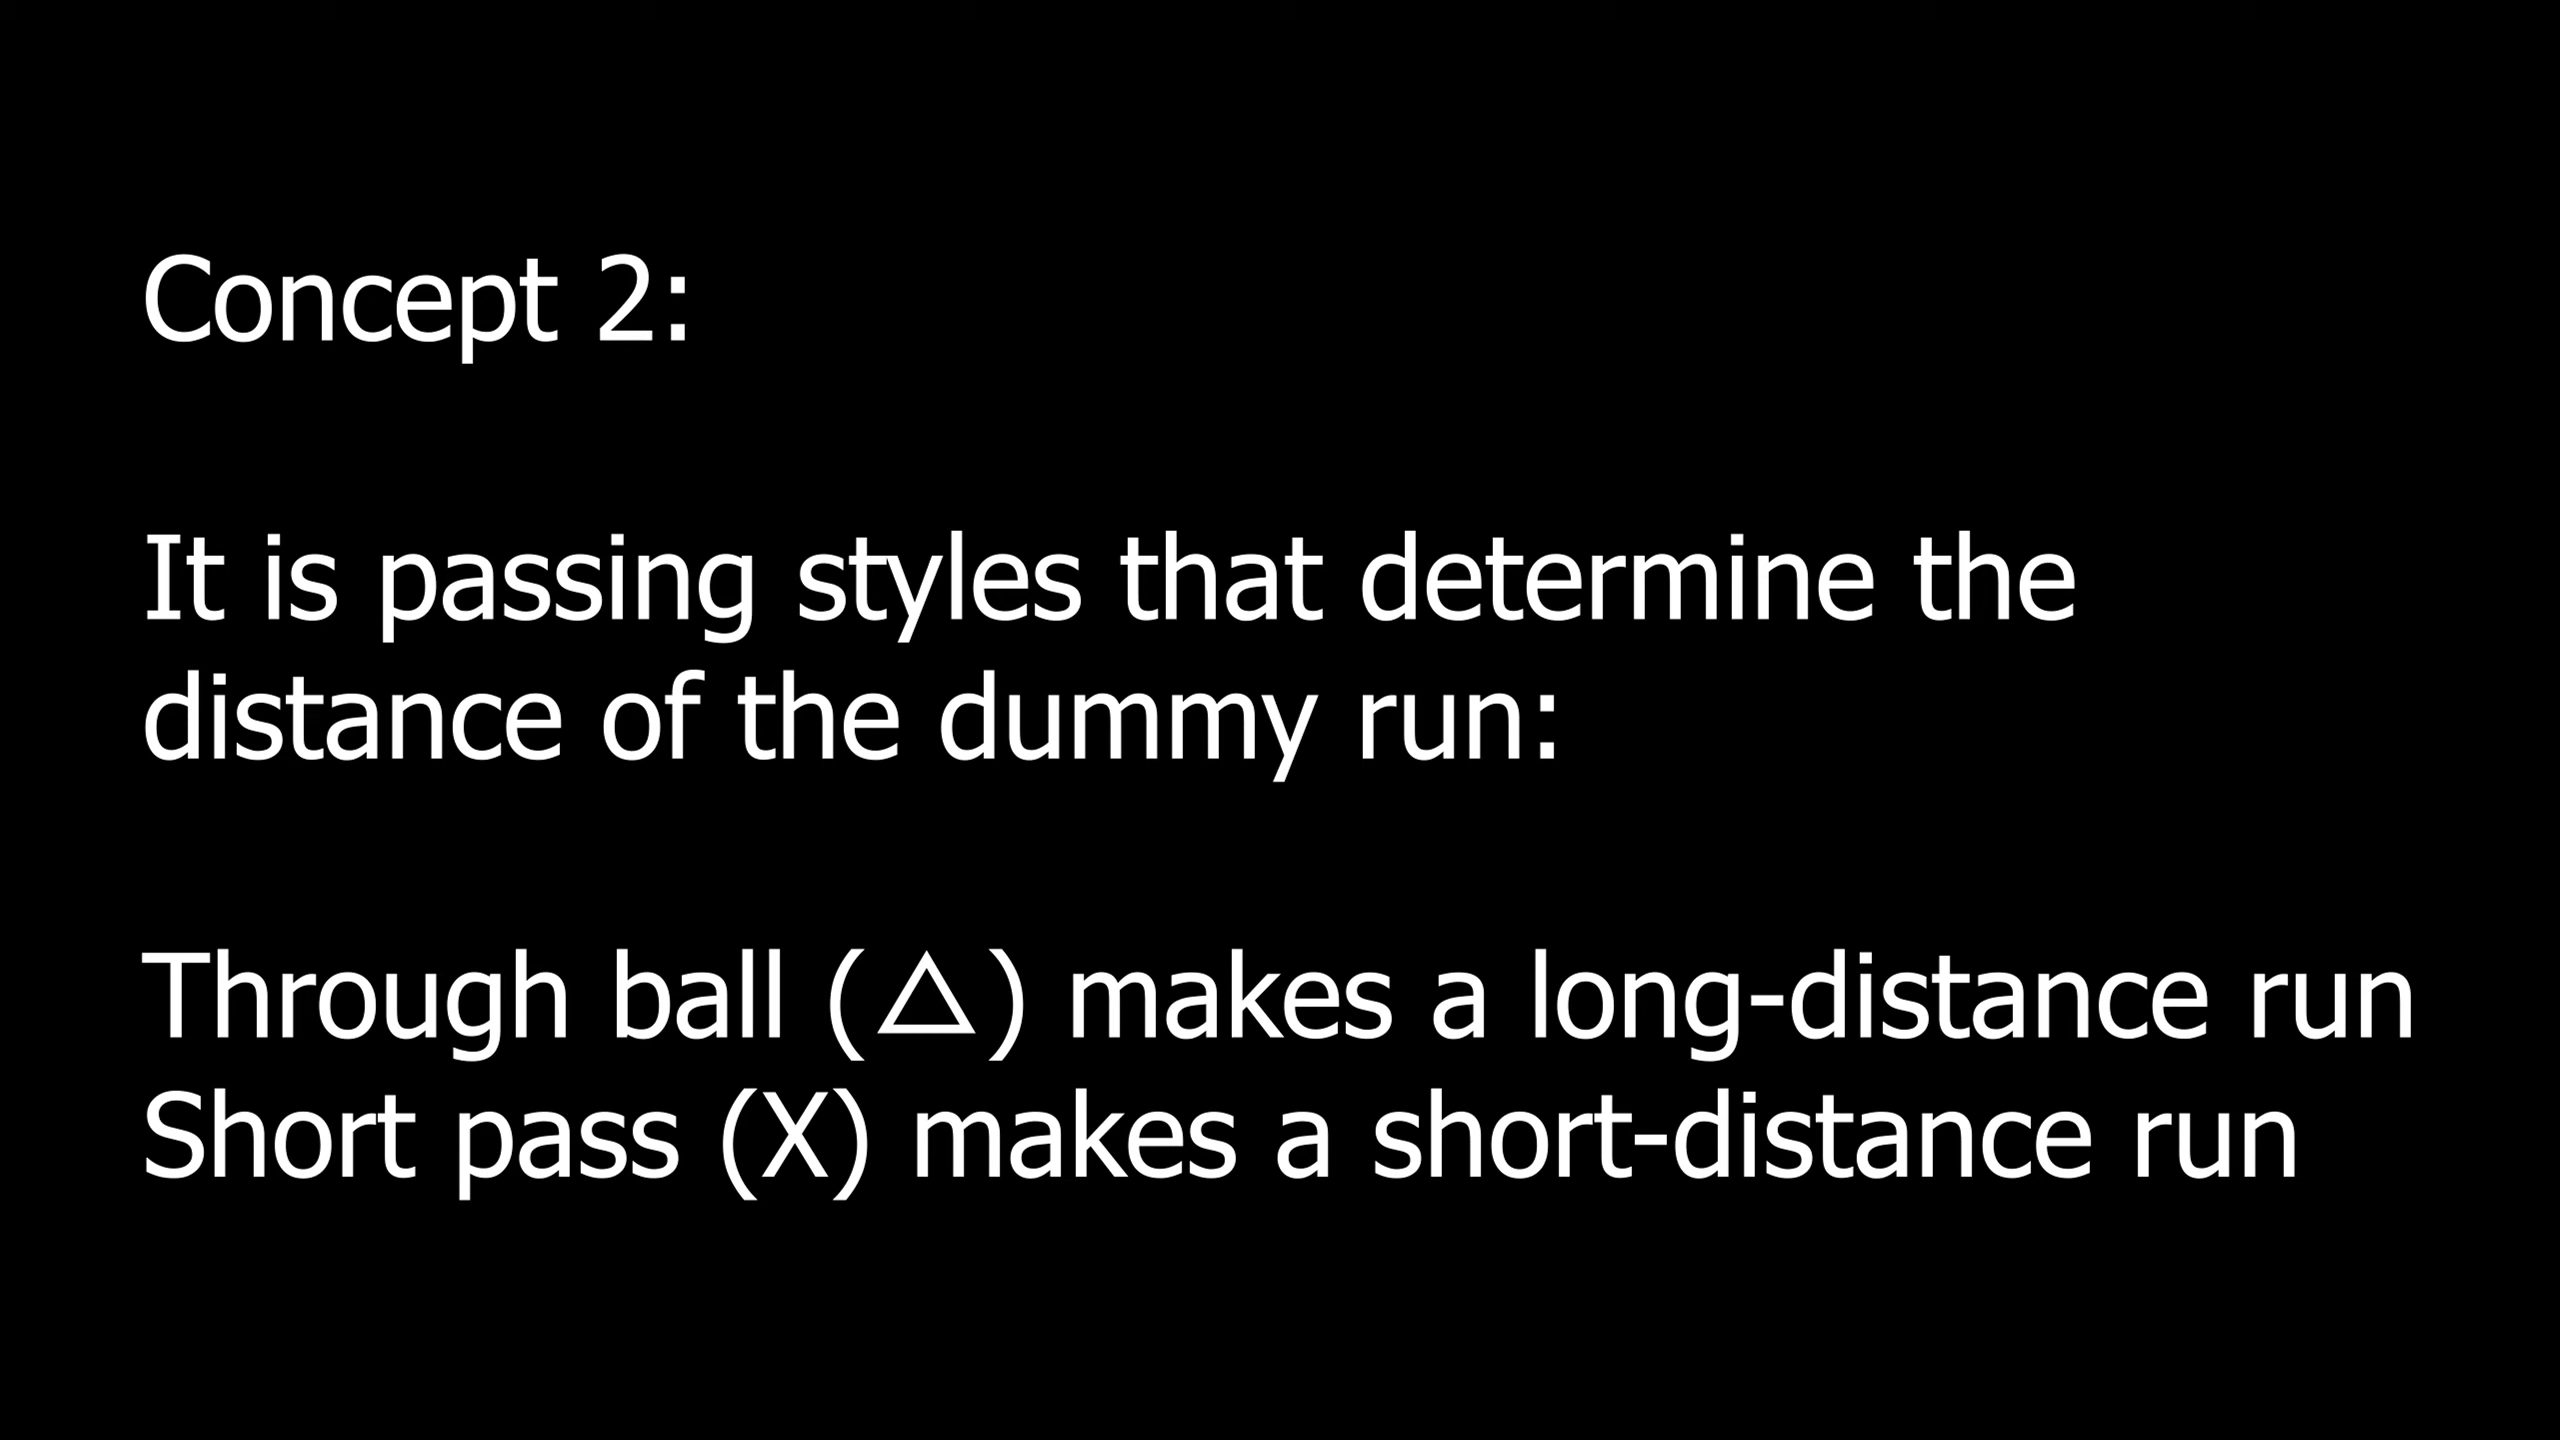 Concept 2:
It is passing styles that determine the
distance of the dummy run:
Through ball (△) makes a long-distance run
Short pass (X) makes a short-distance run